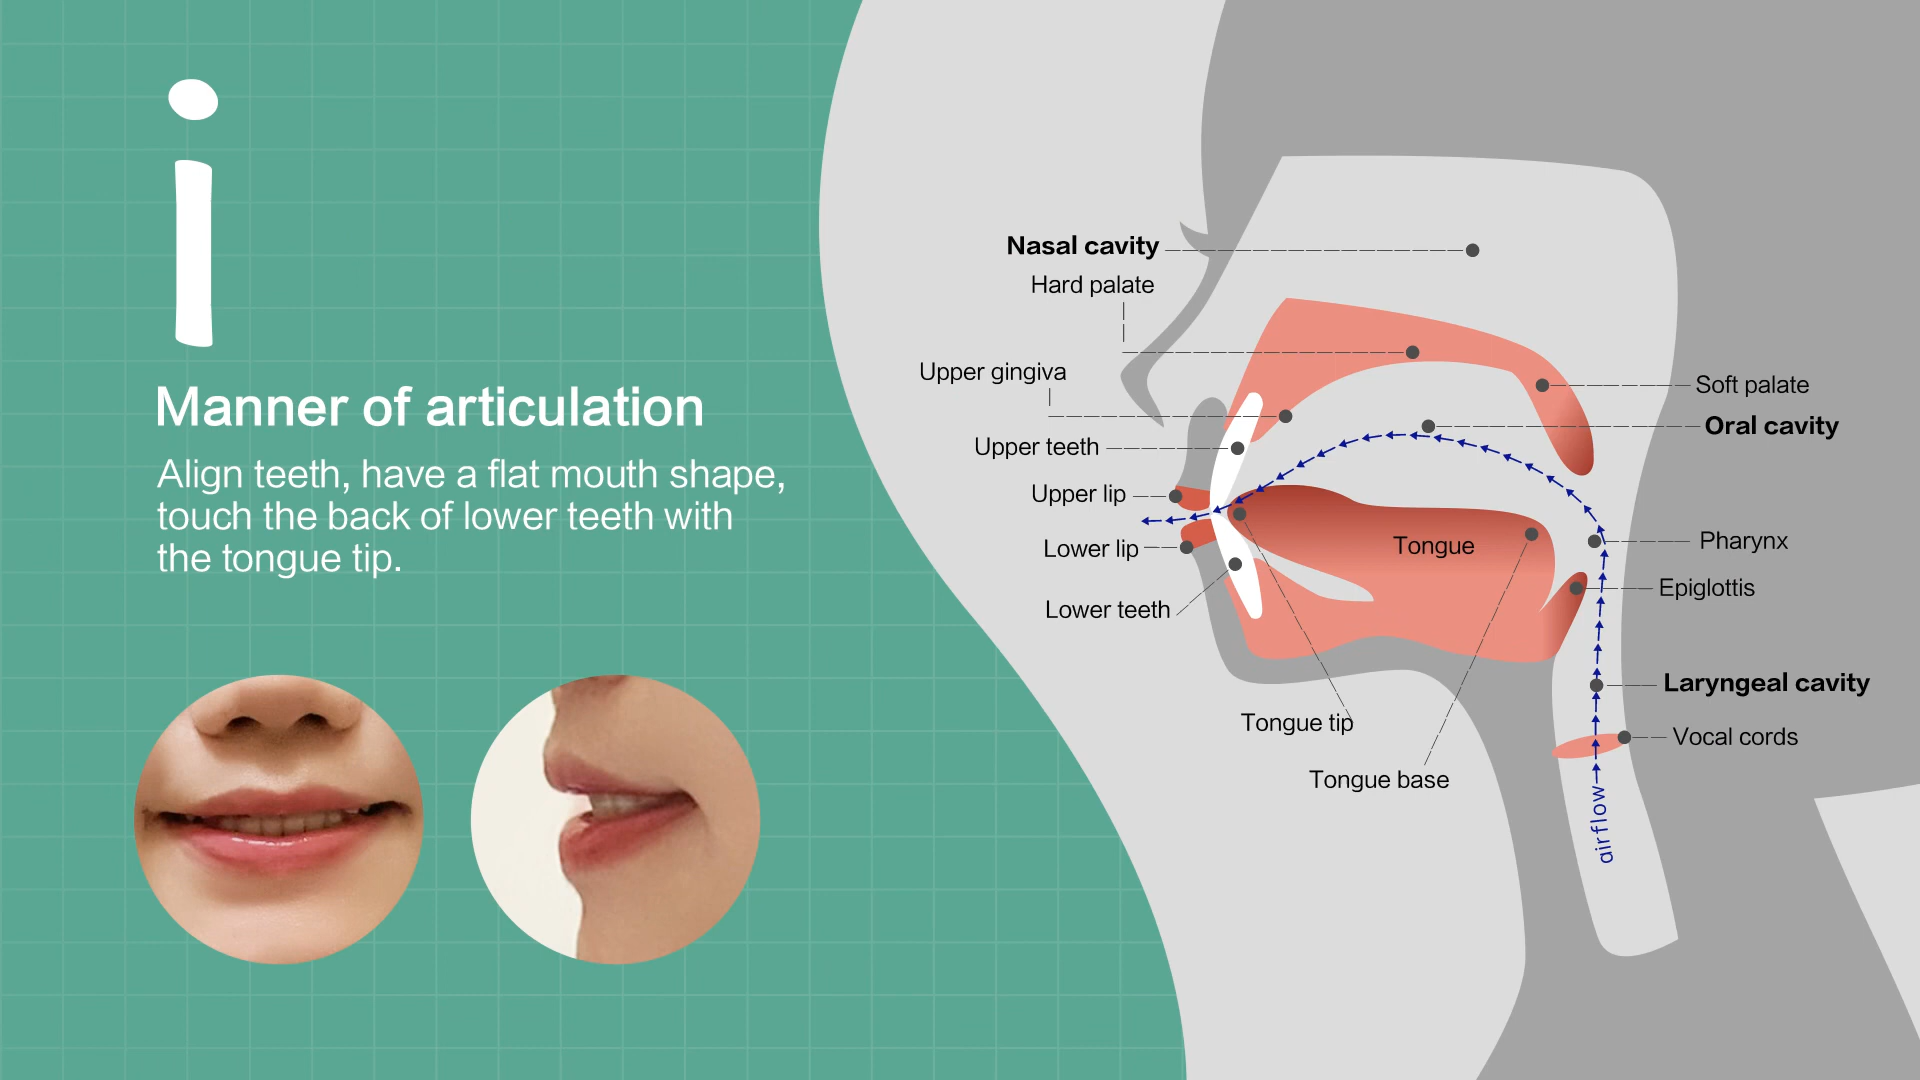 i
Manner of articulation
Align teeth, have a flat mouth shape,
touch the back of lower teeth with
the tongue tip.
Nasal cavity
Hard palate
Upper gingiva
Upper teeth
Upper lip
Lower lip
Lower teeth
Tongue tip
Tongue base
Tongue
Soft palate
Oral cavity
Pharynx
Epiglottis
Laryngeal cavity
Vocal cords
airflow